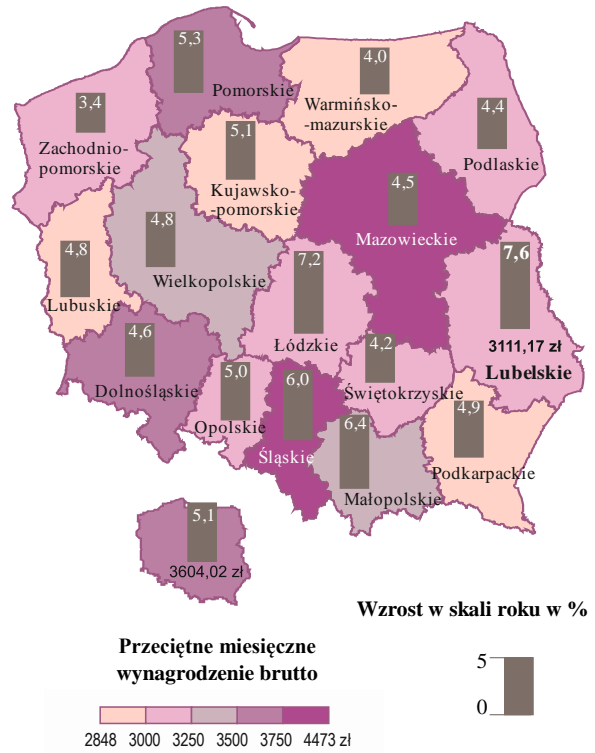 5,3
Pomorskie
4,0
Warmińsko-
-mazurskie
3,4
Zachodnio-
pomorskie
4,4
Podlaskie
5,1
Kujawsko-
-pomorskie
4,5
Mazowieckie
4,8
Wielkopolskie
4,8
Lubuskie
7,2
Łódzkie
7,6
3111,17 zł
Lubelskie
4,6
Dolnośląskie
4,2
Świętokrzyskie
5,0
Opolskie
6,0
Śląskie
6,4
Małopolskie
4,9
Podkarpackie
5,1
3604,02 zł
Wzrost w skali roku w %
5
0
Przeciętne miesięczne
wynagrodzenie brutto
2848 3000 3250 3500 3750 4473 zł